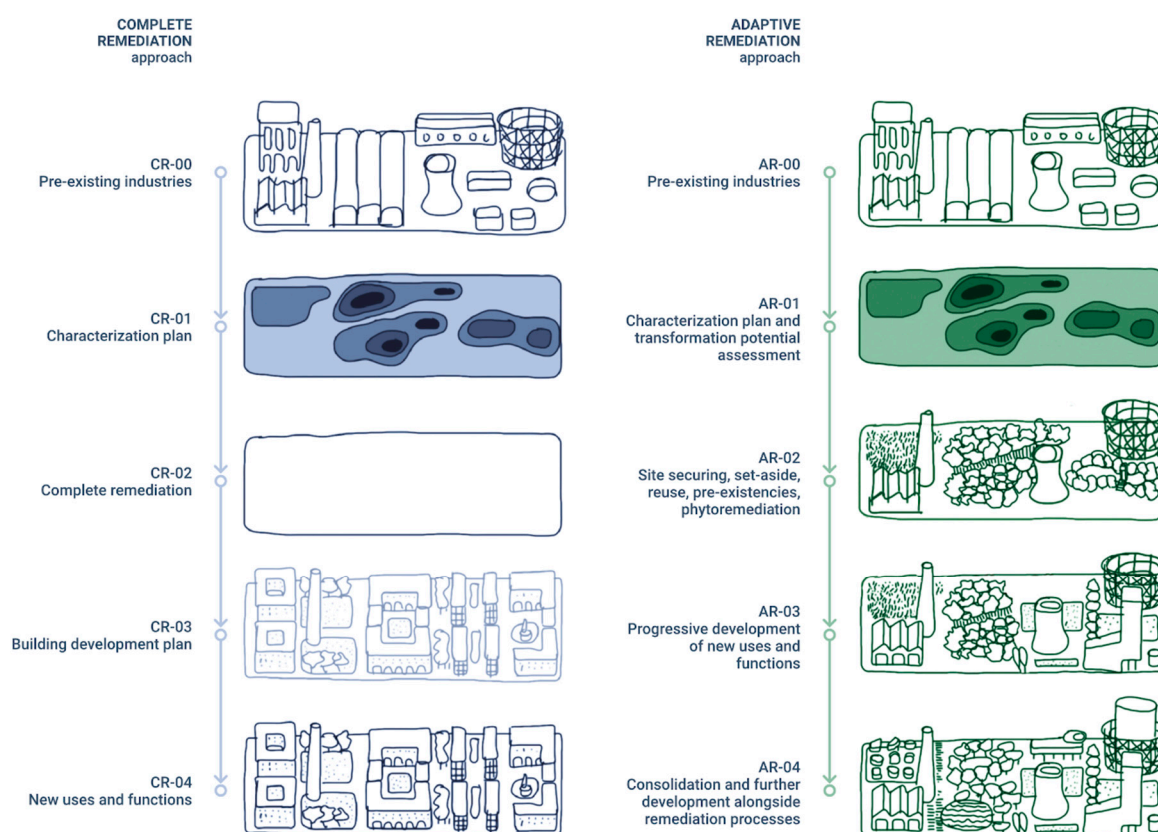 COMPLETE
REMEDIATION
approach
CR-00
Pre-existing industries
CR-01
Characterization plan
CR-02
Complete remediation
CR-03
Building development plan
CR-04
New uses and functions
ADAPTIVE
REMEDIATION
approach
AR-00
Pre-existing industries
AR-01
Characterization plan and
transformation potential
assessment
AR-02
Site securing, set-aside,
reuse, pre-existencies,
phytoremediation
AR-03
Progressive development
of new uses and
functions
AR-04
Consolidation and further
development alongside
remediation processes